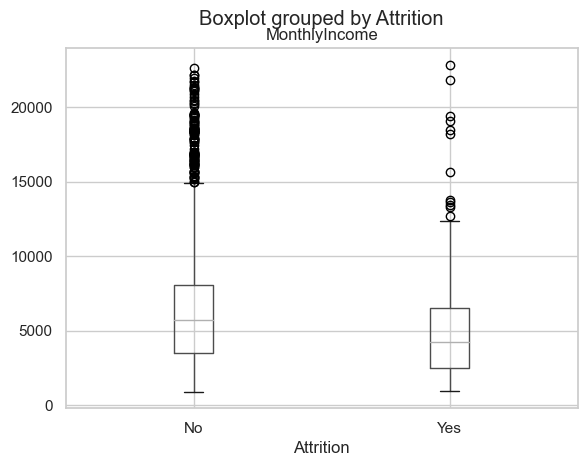 Boxplot grouped by Attrition
MonthlyIncome
20000
15000
10000
5000
0
No Yes
Attrition